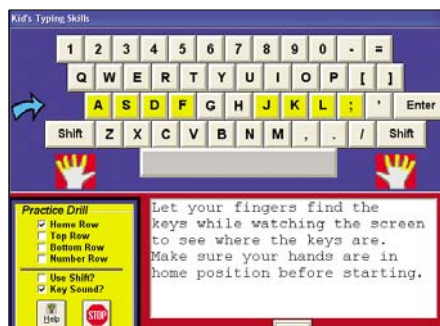 Kid's Typing Skills
1 2 3 4 5 6 7 8 9 0 - =
Q W E R T Y U I O P [ ]
A S D F G H J K L ; ' Enter
Shift Z X C V B N M , . / Shift
Practice Drill
Home Row
Top Row
Bottom Row
Number Row
Use Shift?
Key Sound?
Help
STOP
Let your fingers find the
keys while watching the screen
to see where the keys are.
Make sure your hands are in
home position before starting.